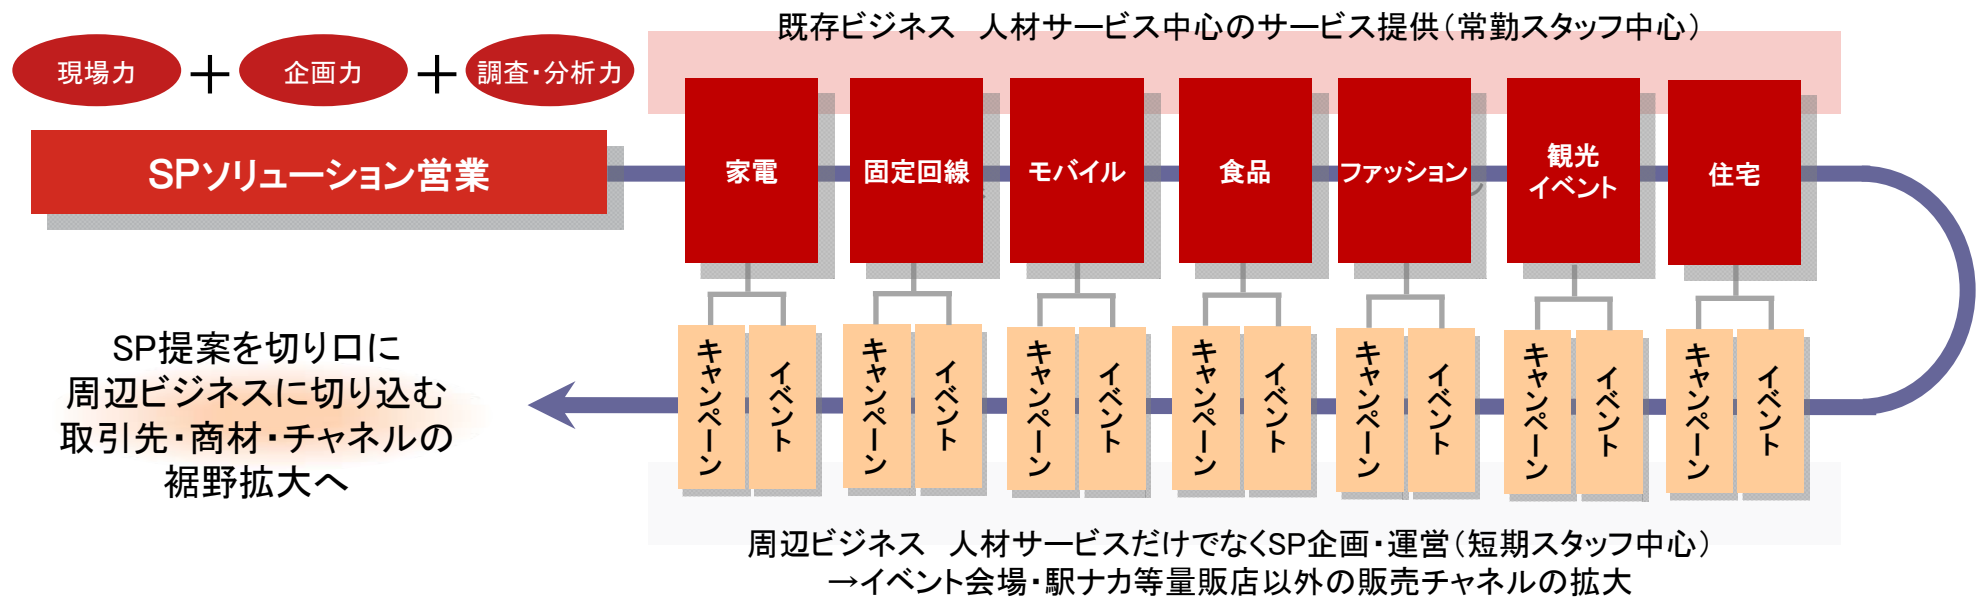 既存ビジネス　人材サービス中心のサービス提供（常勤スタッフ中心）
現場力
＋
企画力
＋
調査・分析力
SPソリューション営業
家電
固定回線
モバイル
食品
ファッション
観光
イベント
住宅
キャンペーン
イベント
キャンペーン
イベント
キャンペーン
イベント
キャンペーン
イベント
キャンペーン
イベント
キャンペーン
イベント
キャンペーン
イベント
SP提案を切り口に
周辺ビジネスに切り込む
取引先・商材・チャネルの
裾野拡大へ
周辺ビジネス　人材サービスだけでなくSP企画・運営（短期スタッフ中心）
→イベント会場・駅ナカ等量販店以外の販売チャネルの拡大